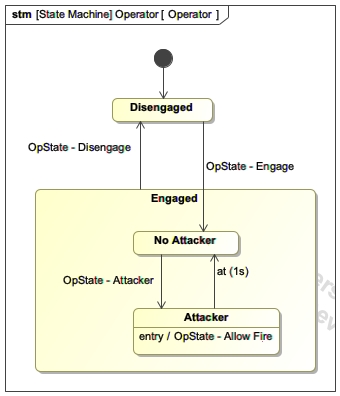 stm [State Machine] Operator [ Operator ]
Disengaged
OpState - Disengage
OpState - Engage
Engaged
No Attacker
OpState - Attacker
at (1s)
Attacker
entry / OpState - Allow Fire